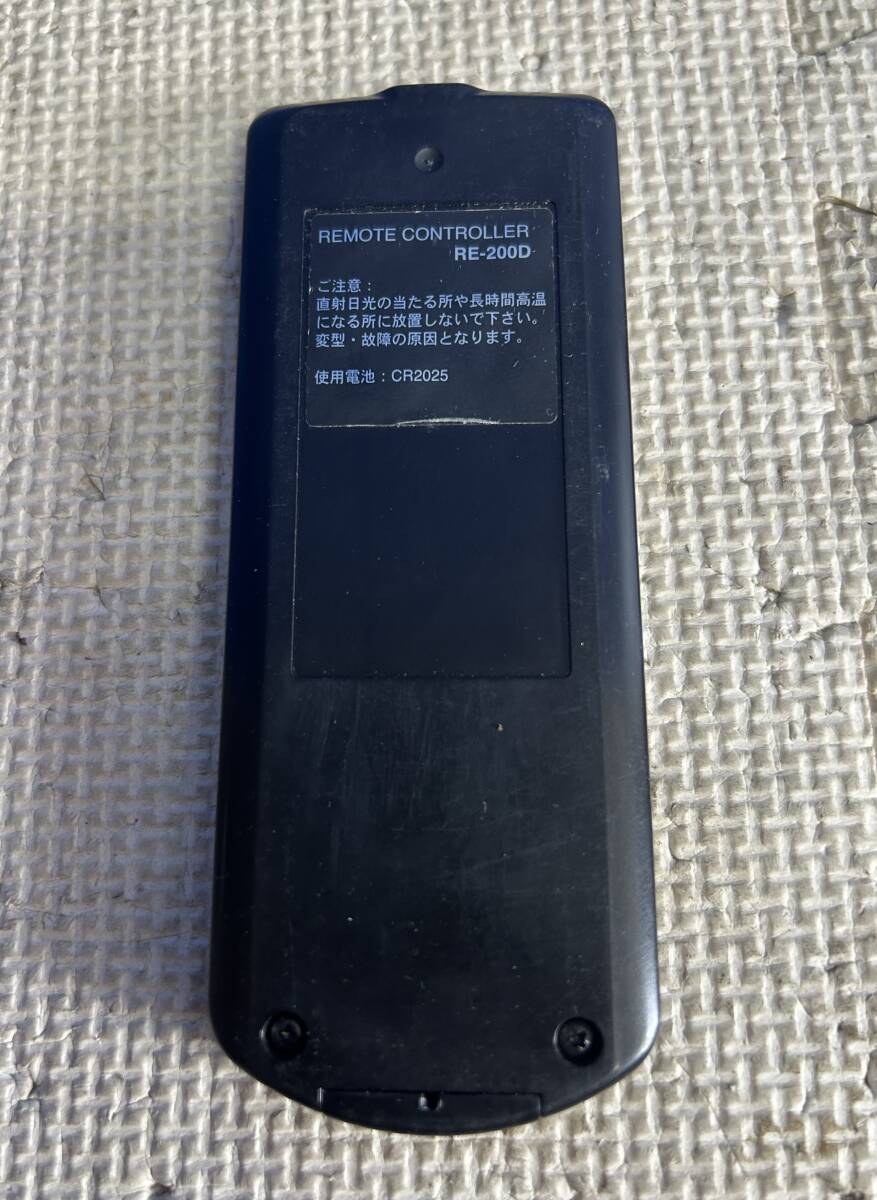 REMOTE CONTROLLER
RE-200D
ご注意:
直射日光の当たる所や長時間高温
になる所に放置しないで下さい。
変型・故障の原因となります。
使用電池:CR2025